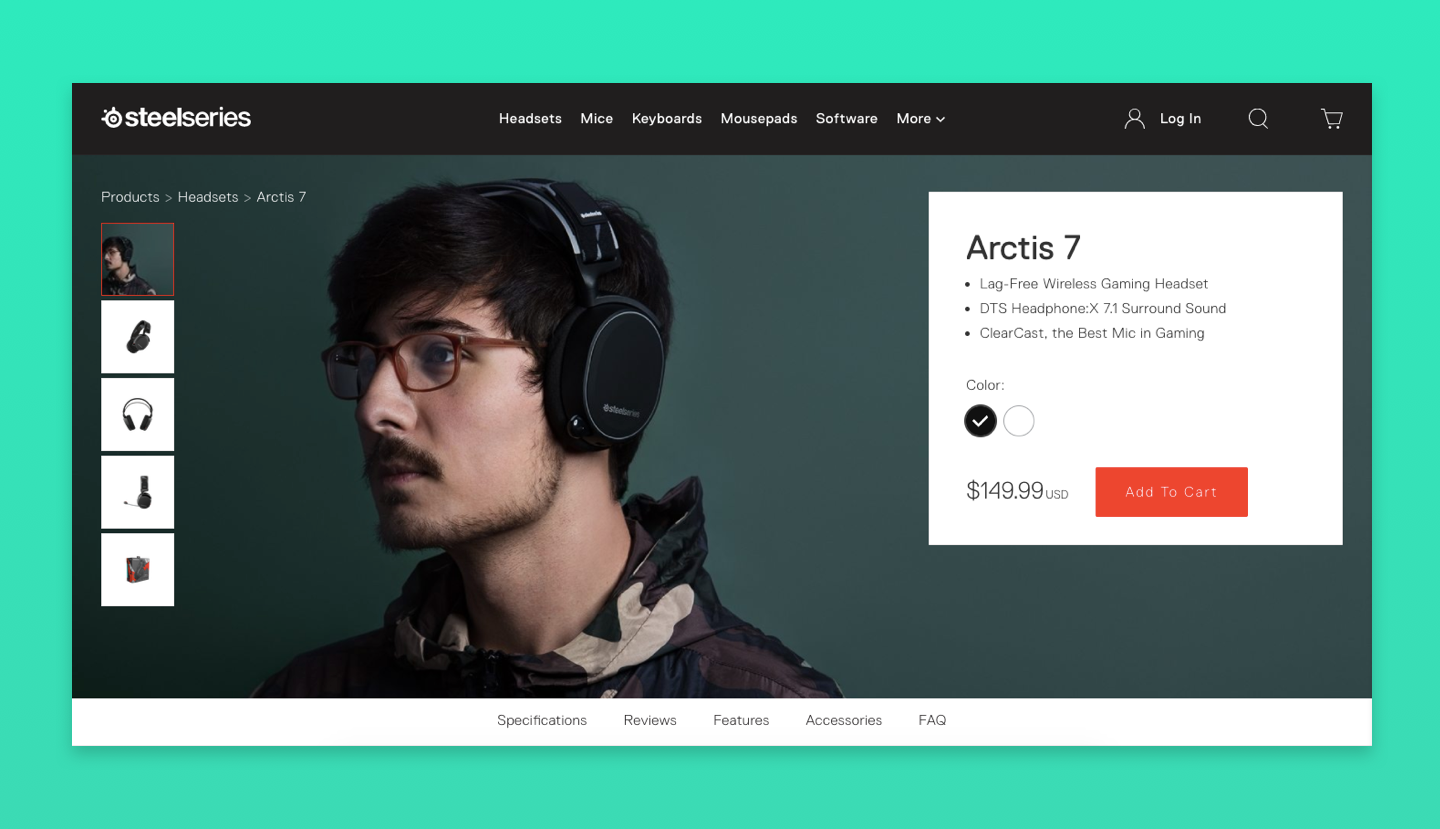 steelseries
Headsets Mice Keyboards Mousepads Software More
Log In
Products > Headsets > Arctis 7
steelseries
Arctis 7
• Lag-Free Wireless Gaming Headset
• DTS Headphone:X 7.1 Surround Sound
• ClearCast, the Best Mic in Gaming
Color:
$149.99 USD
Add To Cart
Specifications Reviews Features Accessories FAQ